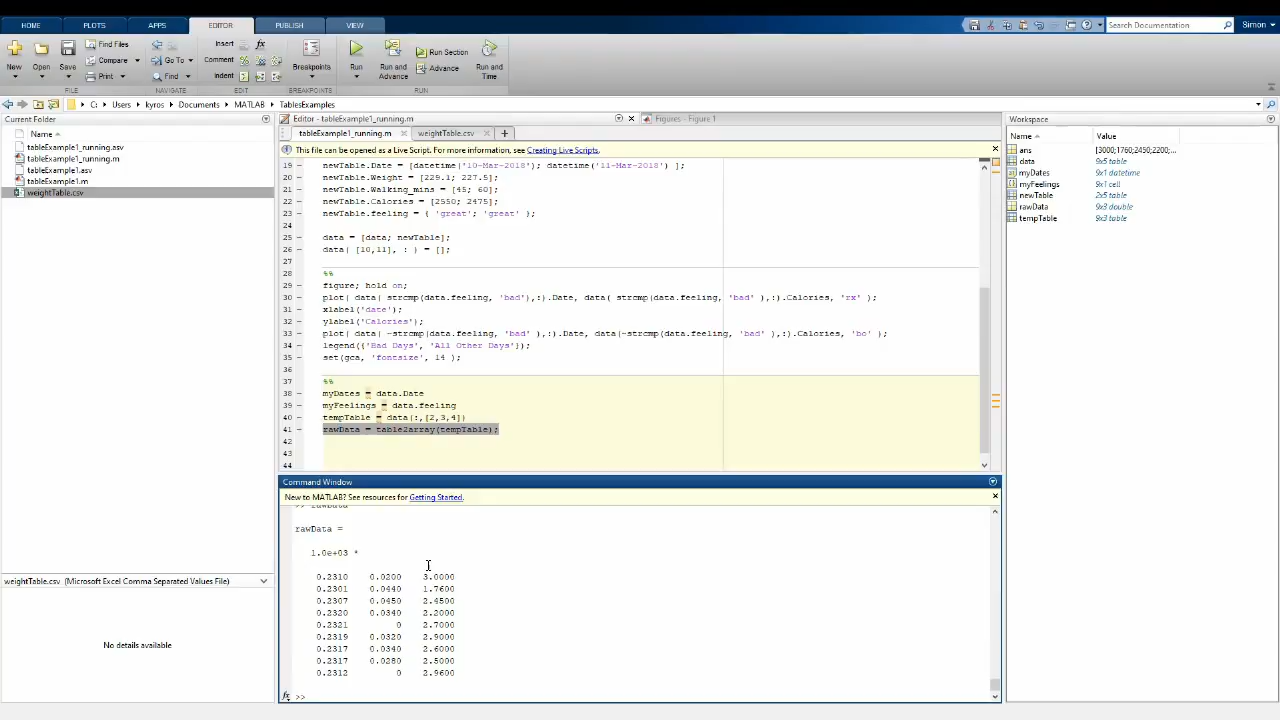 HOME PLOTS APPS EDITOR PUBLISH VIEW Search Documentation Simon
New Open Save Find Files Compare Print Go To Find Insert Comment Indent fx Breakpoints Run Run and Advance Run Section Advance Run and Time
FILE NAVIGATE EDIT BREAKPOINTS RUN
C: Users kyros Documents MATLAB TablesExamples
Current Folder
Name
tableExample1_running.asv
tableExample1_running.m
tableExample1.asv
tableExample1.m
weightTable.csv
weightTable.csv (Microsoft Excel Comma Separated Values File)
No details available
Editor - tableExample1_running.m Figures - Figure 1
tableExample1_running.m weightTable.csv
This file can be opened as a Live Script. For more information, see Creating Live Scripts.
19 newTable.Date = [datetime('10-Mar-2018'); datetime('11-Mar-2018') ];
20 newTable.Weight = [229.1; 227.5];
21 newTable.Walking_mins = [45; 60];
22 newTable.Calories = [2550; 2475];
23 newTable.feeling = { 'great'; 'great' };
24
25 data = [data; newTable];
26 data( [10,11], : ) = [];
27
28 %%
29 figure; hold on;
30 plot( data( strcmp(data.feeling, 'bad'),:).Date, data( strcmp(data.feeling, 'bad' ),:).Calories, 'rx' );
31 xlabel('date');
32 ylabel('Calories');
33 plot( data( ~strcmp(data.feeling, 'bad' ),:).Date, data(~strcmp(data.feeling, 'bad' ),:).Calories, 'bo' );
34 legend({'Bad Days', 'All Other Days'});
35 set(gca, 'fontsize', 14 );
36
37 %%
38 myDates = data.Date
39 myFeelings = data.feeling
40 tempTable = data(:,[2,3,4])
41 rawData = table2array(tempTable);
42
43
44
Command Window
New to MATLAB? See resources for Getting Started.
>> rawData
rawData =
1.0e+03 *
0.2310 0.0200 3.0000
0.2301 0.0440 1.7600
0.2307 0.0450 2.4500
0.2320 0.0340 2.2000
0.2321 0 2.7000
0.2319 0.0320 2.9000
0.2317 0.0340 2.6000
0.2317 0.0280 2.5000
0.2312 0 2.9600
fx >>
Workspace
Name Value
ans [3000;1760;2450;2200;...
data 9x5 table
myDates 9x1 datetime
myFeelings 9x1 cell
newTable 2x5 table
rawData 9x3 double
tempTable 9x3 table